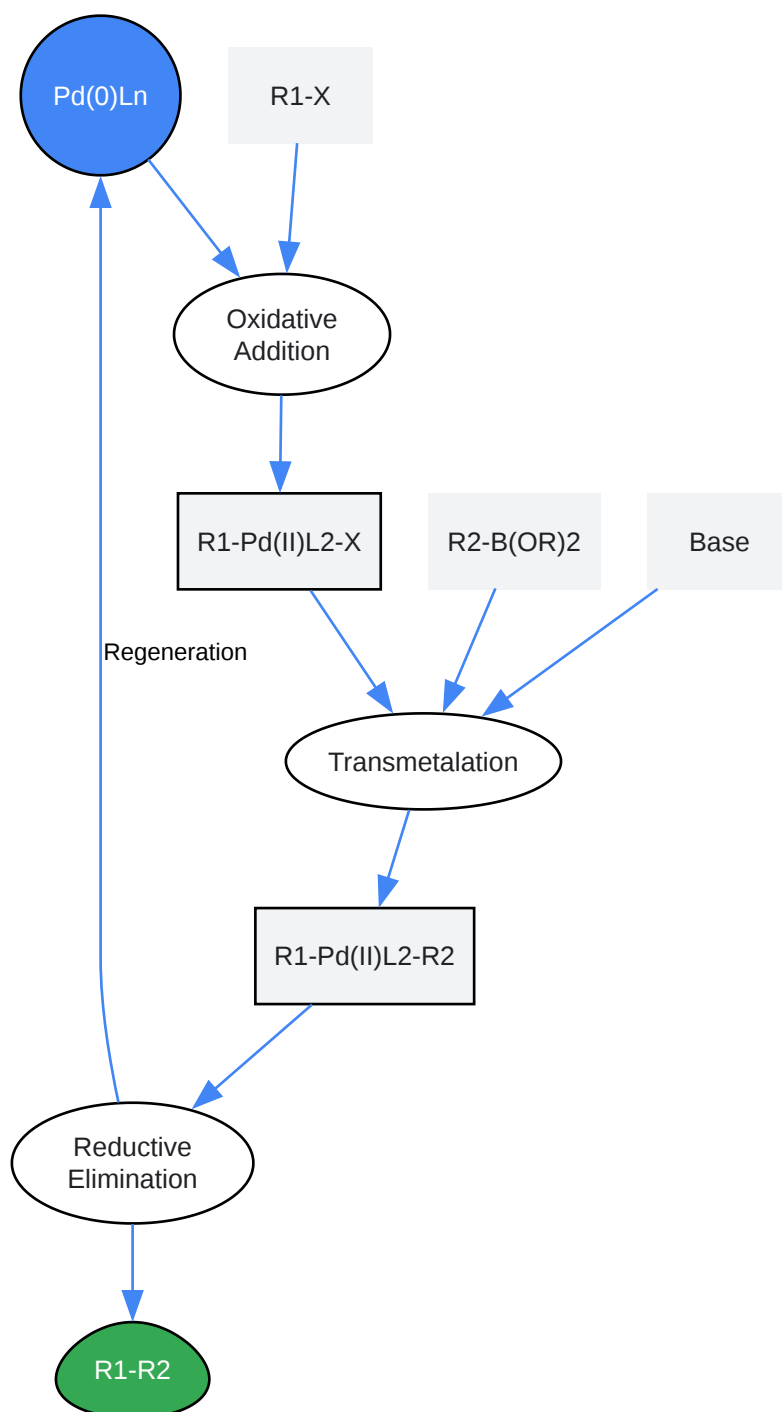 Pd(0)Ln
R1-X
Oxidative
Addition
R1-Pd(II)L2-X
R2-B(OR)2
Base
Regeneration
Transmetalation
R1-Pd(II)L2-R2
Reductive
Elimination
R1-R2